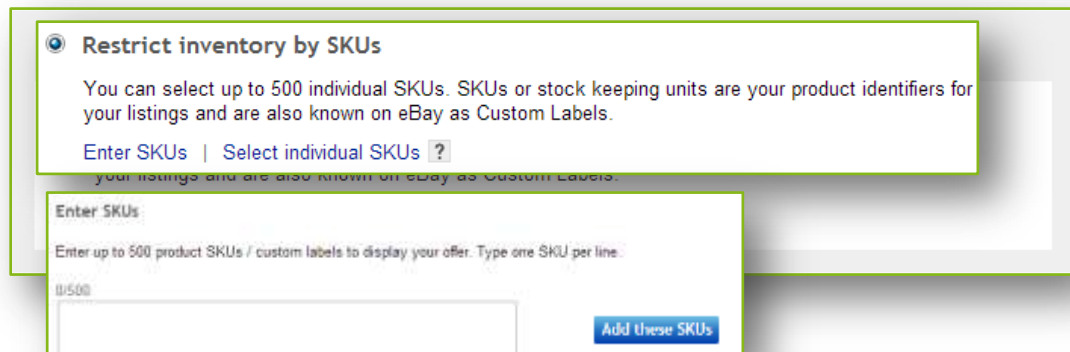 Restrict inventory by SKUs
You can select up to 500 individual SKUs. SKUs or stock keeping units are your product identifiers for
your listings and are also known on eBay as Custom Labels.
Enter SKUs | Select individual SKUs ?
your listings and are also known on eBay as Custom Labels.
Enter SKUs
Enter up to 500 product SKUs / custom labels to display your offer. Type one SKU per line.
0/500
Add these SKUs